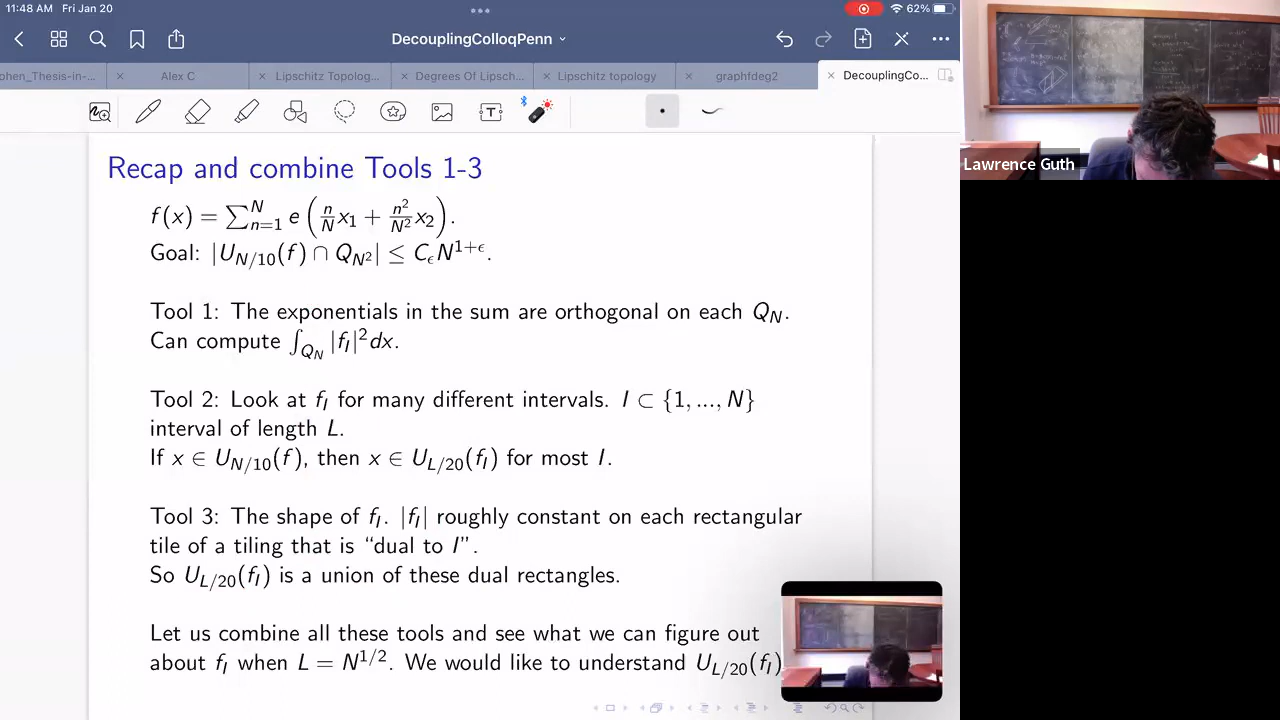 11:48 AM Fri Jan 20
62%
DecouplingColloqPenn
ohen_Thesis-in-...
Alex C
Lipschitz Topolog...
Degrees Of Lipsch...
Lipschitz topology
graphfdeg2
DecouplingCo...
Recap and combine Tools 1-3
f(x) = ∑_{n=1}^{N} e(n/N x_1 + n²/N² x_2).
Goal: |U_{N/10}(f) ∩ Q_{N²}| ≤ C_ϵ N^{1+ϵ}.
Tool 1: The exponentials in the sum are orthogonal on each Q_N.
Can compute ∫_{Q_N} |f_I|² dx.
Tool 2: Look at f_I for many different intervals. I ⊂ {1, ..., N}
interval of length L.
If x ∈ U_{N/10}(f), then x ∈ U_{L/20}(f_I) for most I.
Tool 3: The shape of f_I. |f_I| roughly constant on each rectangular
tile of a tiling that is “dual to I”.
So U_{L/20}(f_I) is a union of these dual rectangles.
Let us combine all these tools and see what we can figure out
about f_I when L = N^{1/2}. We would like to understand U_{L/20}(f_I)
Lawrence Guth